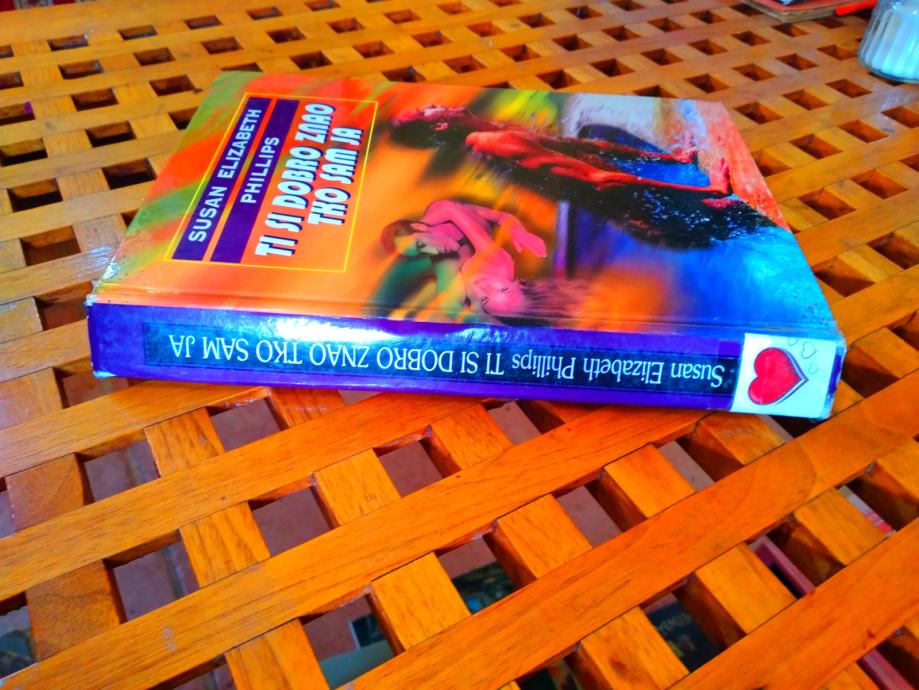 SUSAN ELIZABETH
PHILLIPS
TI SI DOBRO ZNAO
TKO SAM JA
Susan Elizabeth Phillips TI SI DOBRO ZNAO TKO SAM JA